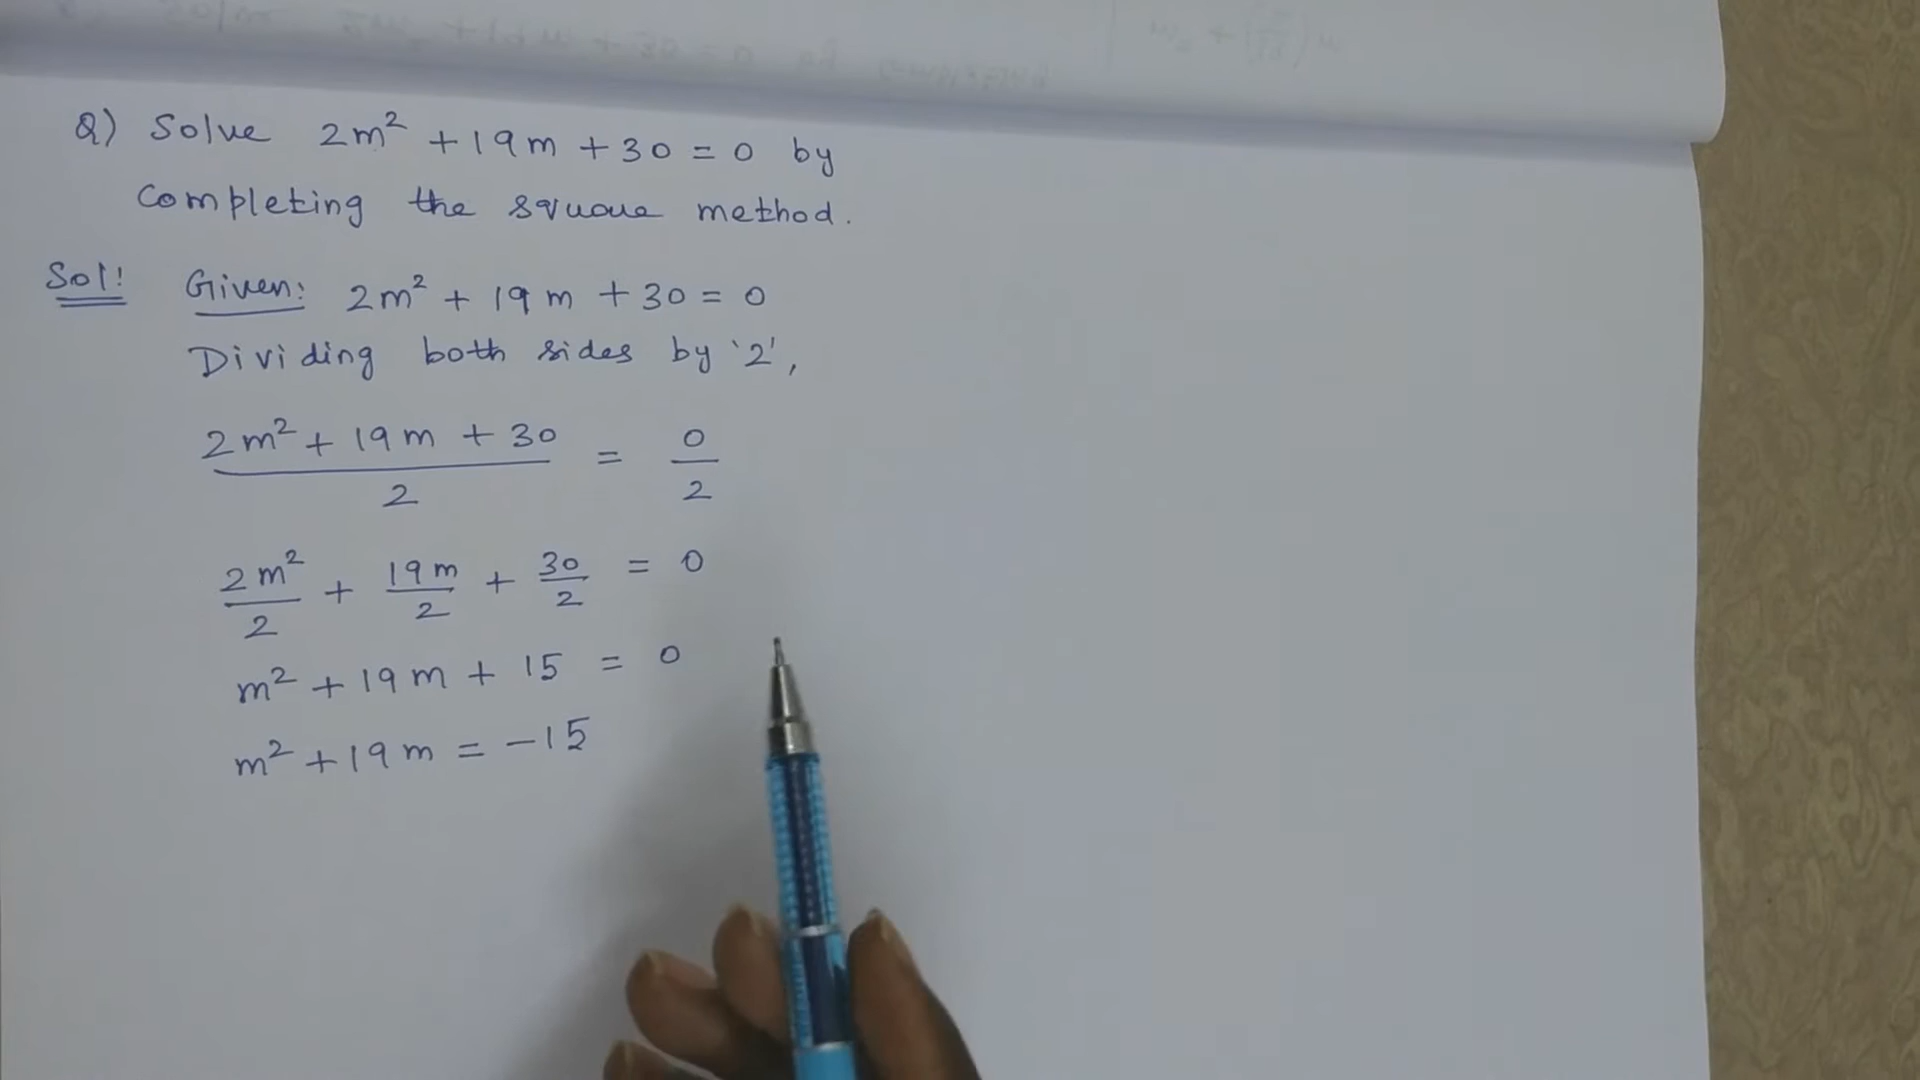 Q) Solve 2m² + 19m + 30 = 0 by
completing the square method.
Sol: Given: 2m² + 19m + 30 = 0
Dividing both sides by '2',
2m² + 19m + 30 / 2 = 0 / 2
2m²/2 + 19m/2 + 30/2 = 0
m² + 19m + 15 = 0
m² + 19m = -15